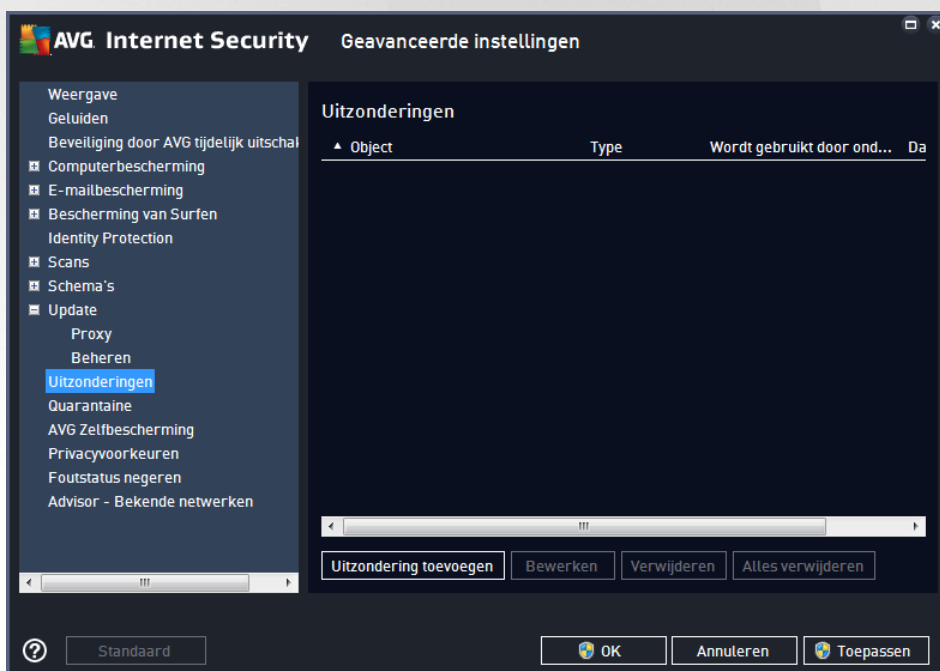 AVG Internet Security Geavanceerde instellingen
Weergave
Geluiden
Beveiliging door AVG tijdelijk uitschal
Computerbescherming
E-mailbescherming
Bescherming van Surfen
Identity Protection
Scans
Schema's
Update
Proxy
Beheren
Uitzonderingen
Quarantaine
AVG Zelfbescherming
Privacyvoorkeuren
Foutstatus negeren
Advisor - Bekende netwerken
Uitzonderingen
Object Type Wordt gebruikt door ond... Da
Uitzondering toevoegen Bewerken Verwijderen Alles verwijderen
Standaard OK Annuleren Toepassen